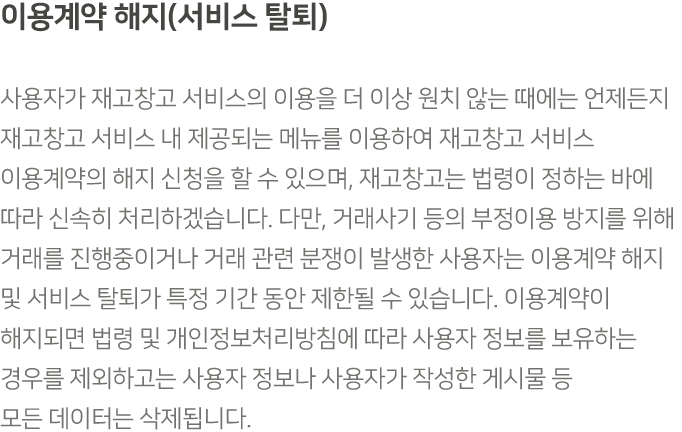 이용계약 해지(서비스 탈퇴)
사용자가 재고창고 서비스의 이용을 더 이상 원치 않는 때에는 언제든지
재고창고 서비스 내 제공되는 메뉴를 이용하여 재고창고 서비스
이용계약의 해지 신청을 할 수 있으며, 재고창고는 법령이 정하는 바에
따라 신속히 처리하겠습니다. 다만, 거래사기 등의 부정이용 방지를 위해
거래를 진행중이거나 거래 관련 분쟁이 발생한 사용자는 이용계약 해지
및 서비스 탈퇴가 특정 기간 동안 제한될 수 있습니다. 이용계약이
해지되면 법령 및 개인정보처리방침에 따라 사용자 정보를 보유하는
경우를 제외하고는 사용자 정보나 사용자가 작성한 게시물 등
모든 데이터는 삭제됩니다.